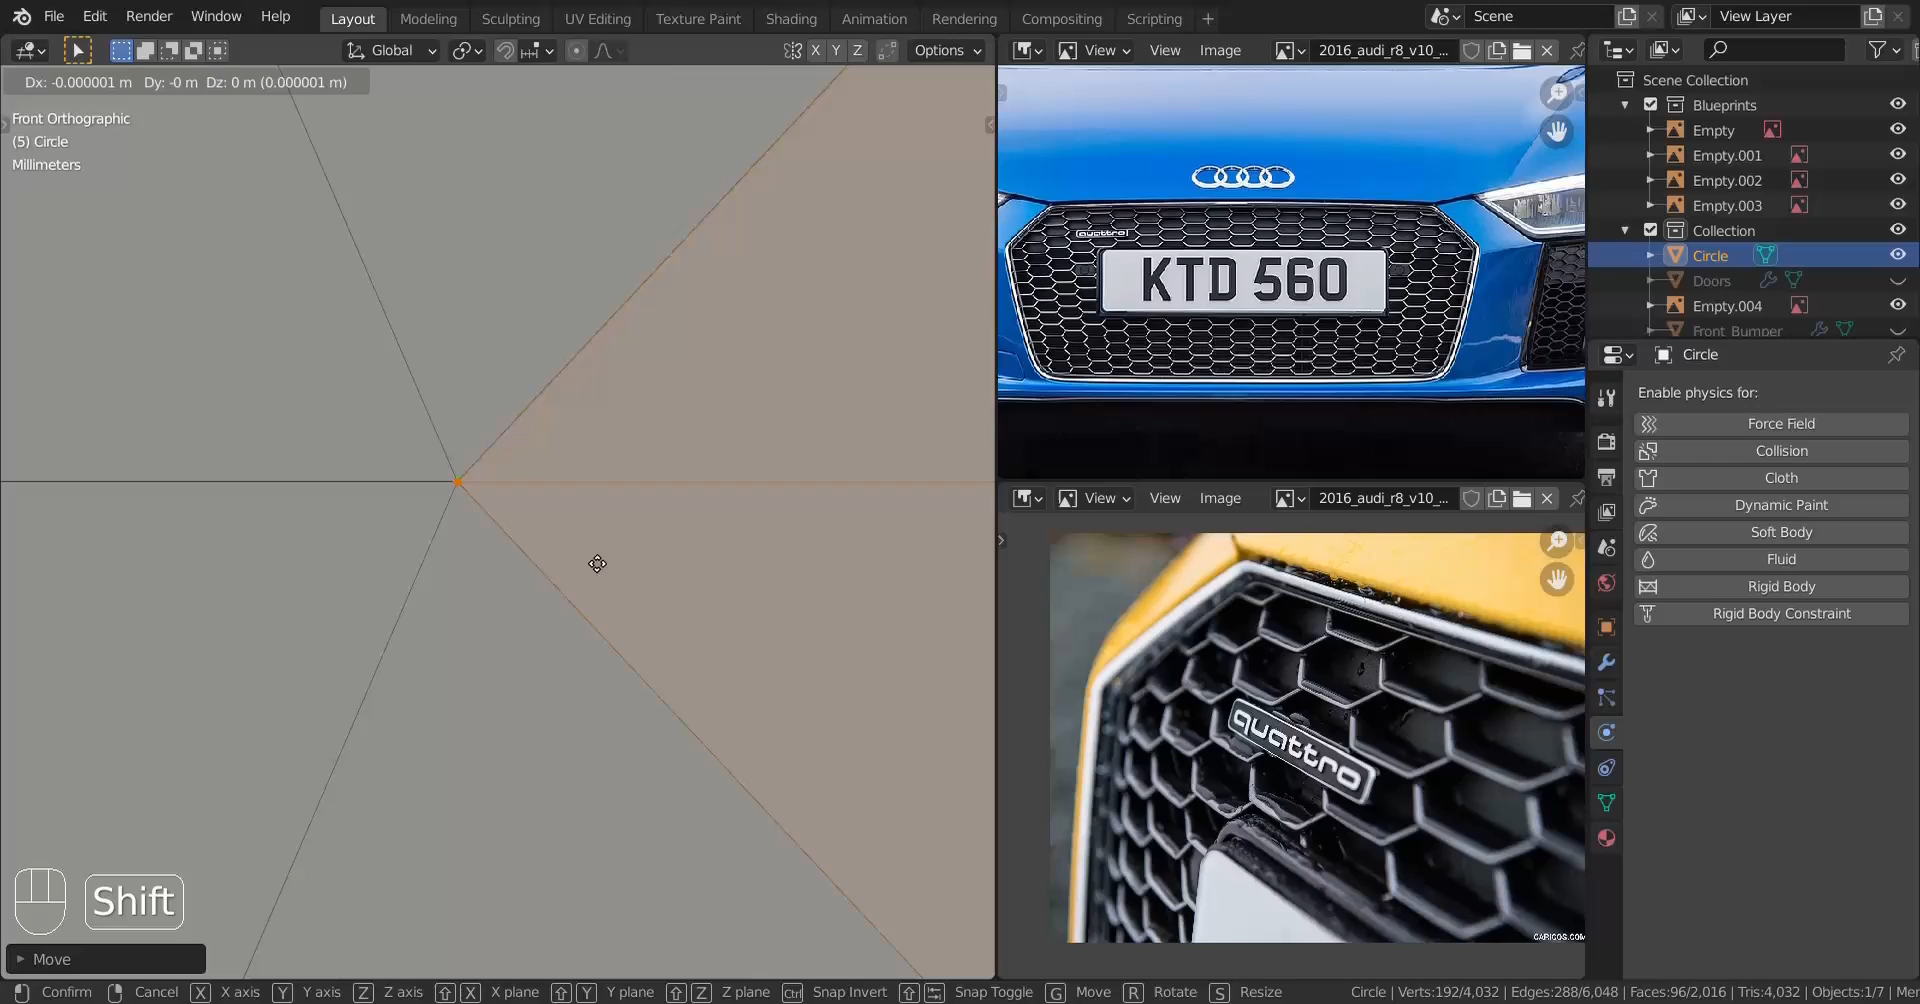 File Edit Render Window Help Layout Modeling Sculpting UV Editing Texture Paint Shading Animation Rendering Compositing Scripting + Scene View Layer
Global X Y Z Options View View Image 2016_audi_r8_v10_...
Dx: -0.000001 m Dy: -0 m Dz: 0 m (0.000001 m)
Front Orthographic
(5) Circle
Millimeters
quattro
KTD 560
View View Image 2016_audi_r8_v10_...
quattro
CARICOS.COM
Scene Collection
Blueprints
Empty
Empty.001
Empty.002
Empty.003
Collection
Circle
Doors
Empty.004
Front Bumper
Circle
Enable physics for:
Force Field
Collision
Cloth
Dynamic Paint
Soft Body
Fluid
Rigid Body
Rigid Body Constraint
Shift
Move
Confirm Cancel X X axis Y Y axis Z Z axis X X plane Y Y plane Z Z plane Ctrl Snap Invert Snap Toggle G Move R Rotate S Resize Circle | Verts:192/4,032 | Edges:288/6,048 | Faces:96/2,016 | Tris:4,032 | Objects:1/7 | Mer